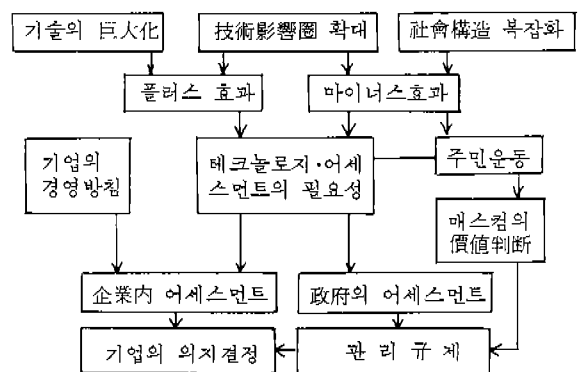 기술의 巨大化
技術影響圈 확대
社會構造 복잡화
플러스 효과
마이너스효과
기업의
경영방침
테크놀로지·어세
스먼트의 필요성
주민운동
매스컴의
價値判断
企業内 어세스먼트
政府의 어세스먼트
기업의 의지결정
관리규제